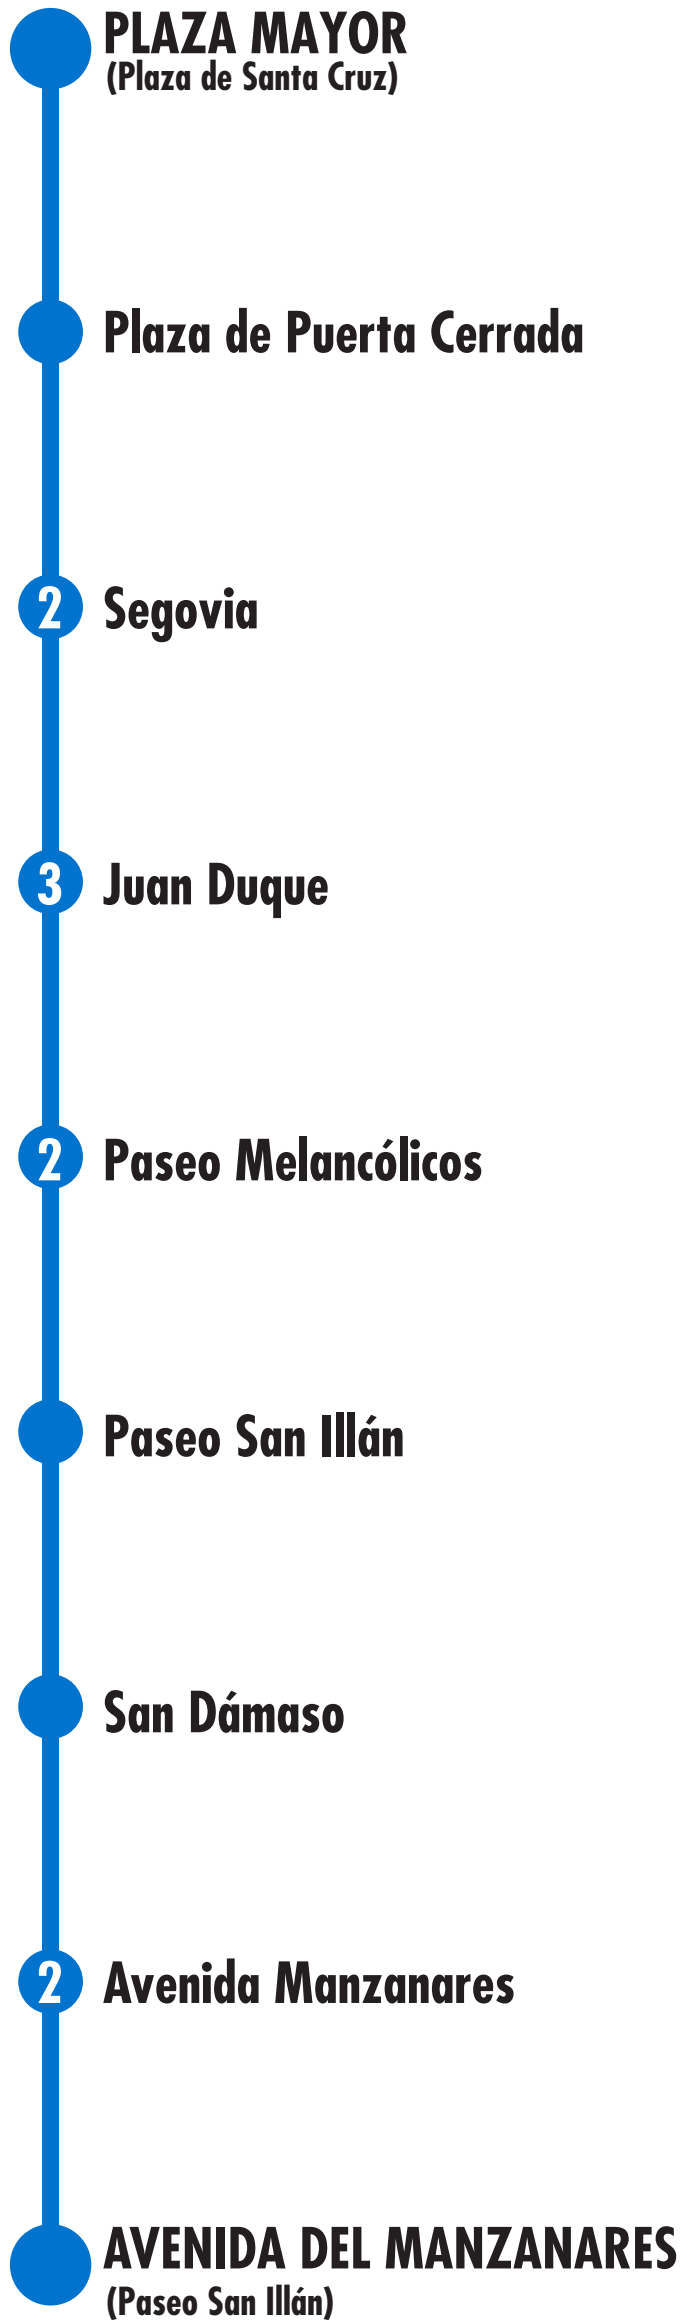 PLAZA MAYOR
(Plaza de Santa Cruz)
Plaza de Puerta Cerrada
2 Segovia
3 Juan Duque
2 Paseo Melancólicos
Paseo San Illán
San Dámaso
2 Avenida Manzanares
AVENIDA DEL MANZANARES
(Paseo San Illán)